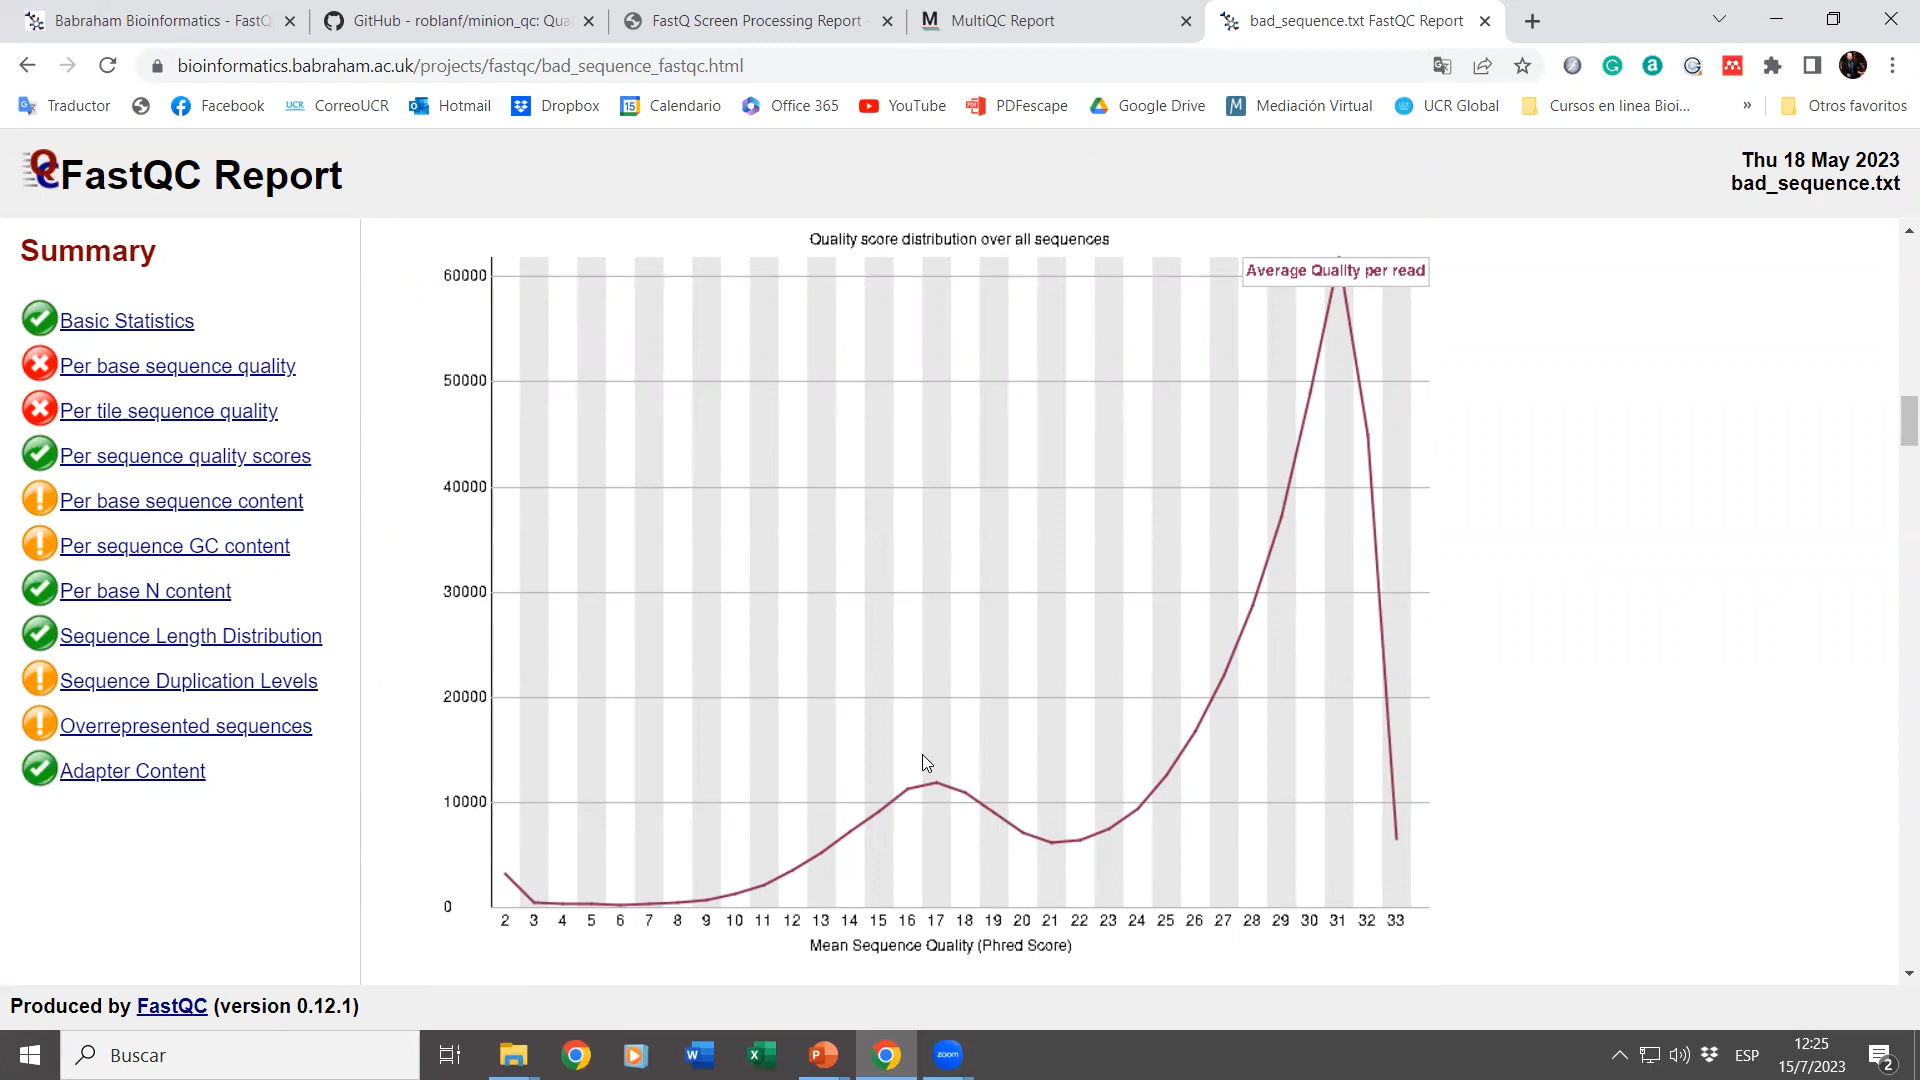 Babraham Bioinformatics - FastQ
GitHub - roblanf/minion_qc: Qua
FastQ Screen Processing Report -
M MultiQC Report
bad_sequence.txt FastQC Report
bioinformatics.babraham.ac.uk/projects/fastqc/bad_sequence_fastqc.html
Traductor
Facebook
UCR CorreoUCR
Hotmail
Dropbox
15 Calendario
Office 365
YouTube
PDFescape
Google Drive
M Mediación Virtual
UCR Global
Cursos en linea Bioi...
»
Otros favoritos
FastQC Report
Thu 18 May 2023
bad_sequence.txt
Summary
Basic Statistics
Per base sequence quality
Per tile sequence quality
Per sequence quality scores
Per base sequence content
Per sequence GC content
Per base N content
Sequence Length Distribution
Sequence Duplication Levels
Overrepresented sequences
Adapter Content
Quality score distribution over all sequences
Average Quality per read
60000
50000
40000
30000
20000
10000
0
2 3 4 5 6 7 8 9 10 11 12 13 14 15 16 17 18 19 20 21 22 23 24 25 26 27 28 29 30 31 32 33
Mean Sequence Quality (Phred Score)
Produced by FastQC (version 0.12.1)
Buscar
zoom
ESP
12:25
15/7/2023
2